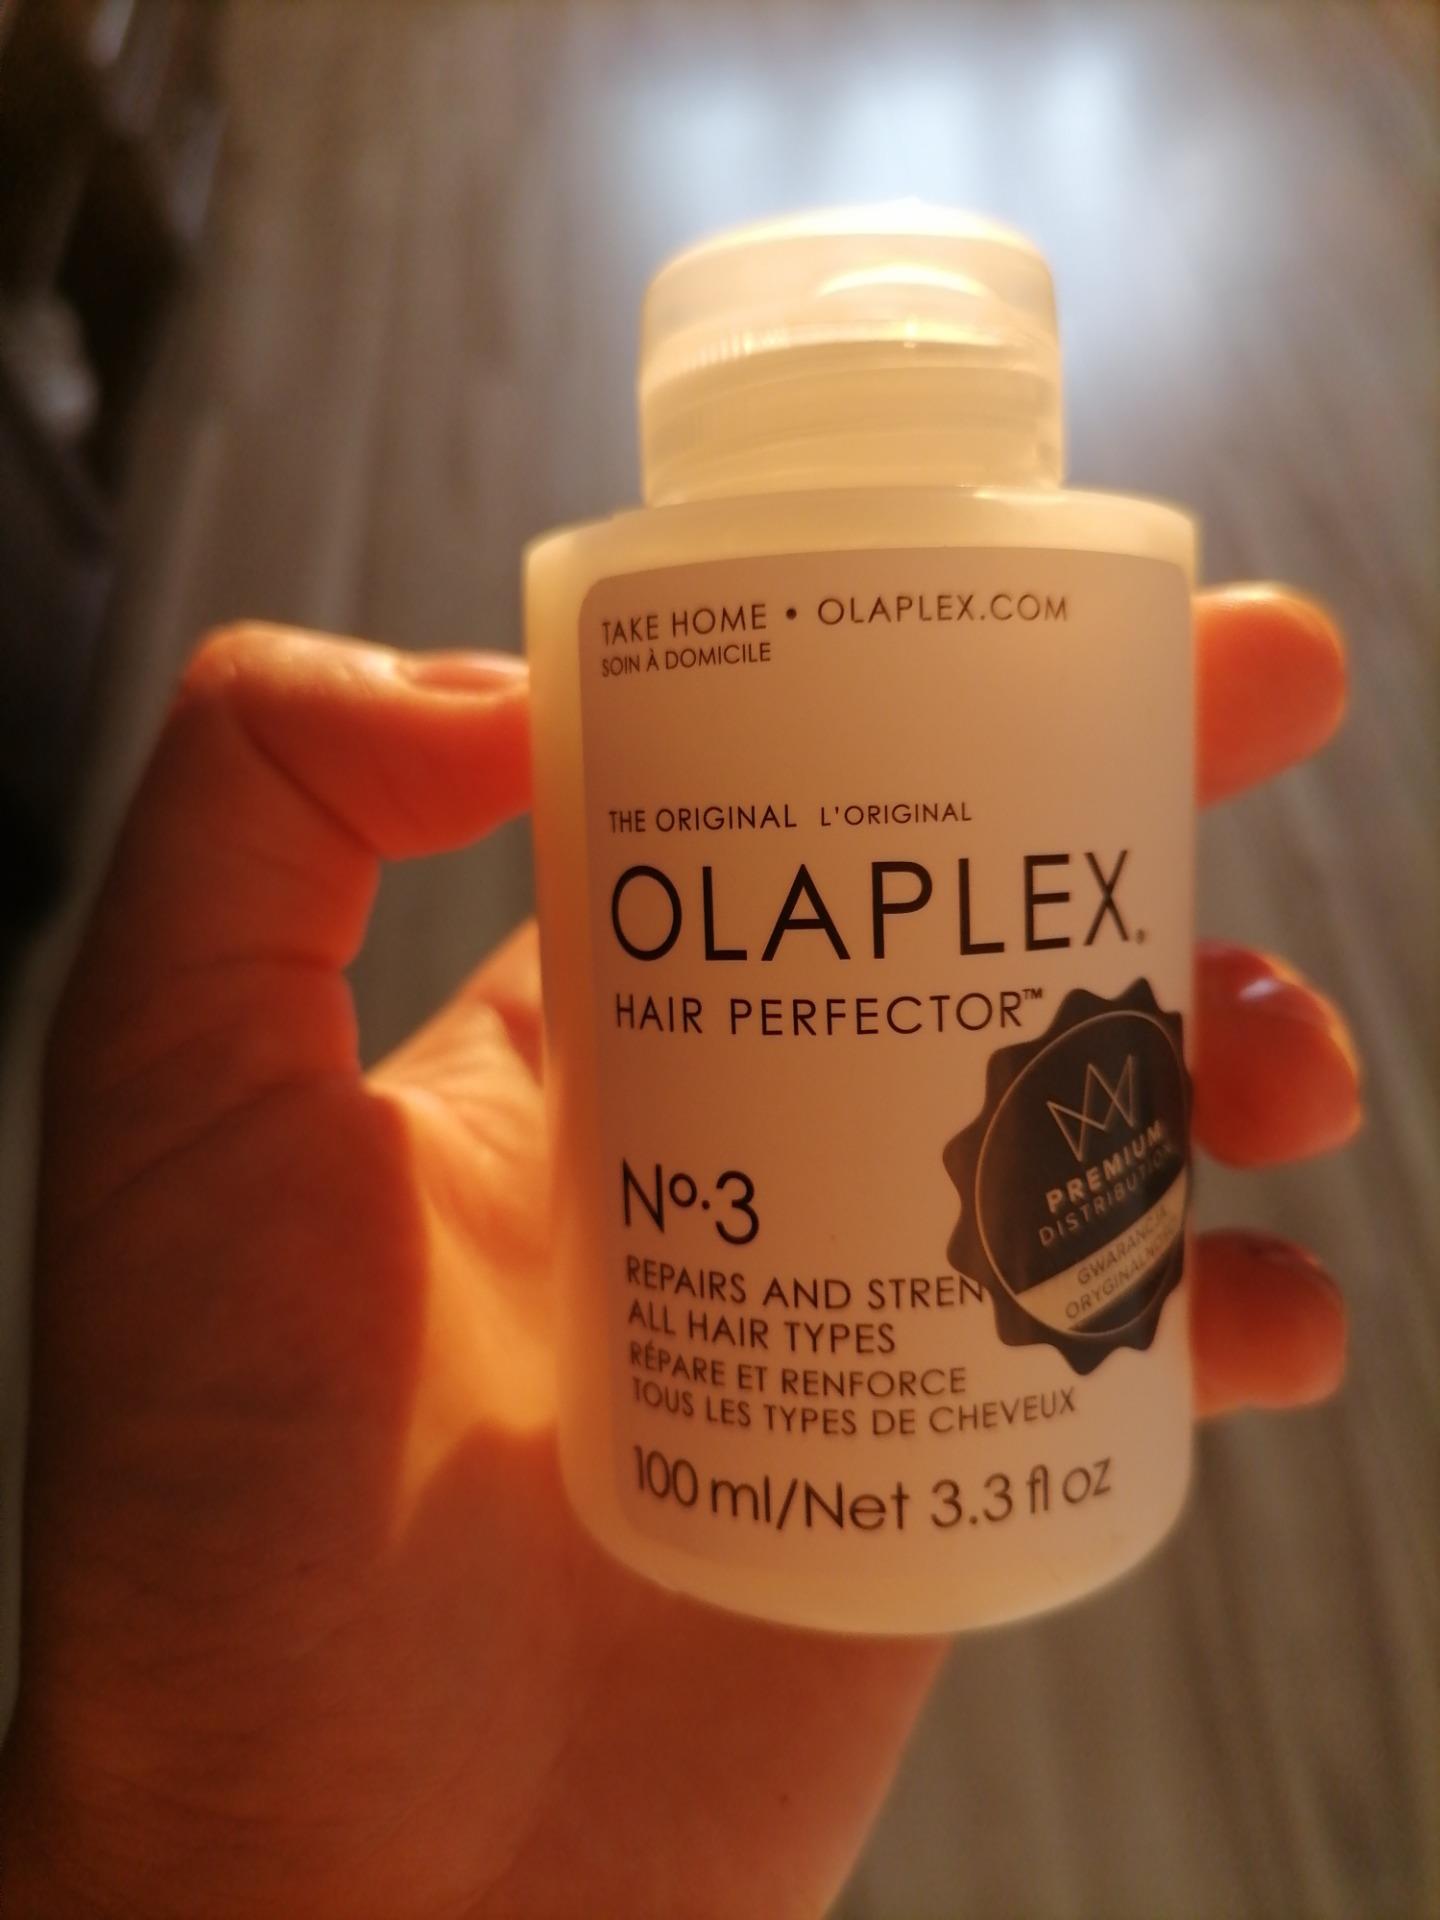 TAKE HOME • OLAPLEX.COM
SOIN À DOMICILE
THE ORIGINAL L'ORIGINAL
OLAPLEX®
HAIR PERFECTOR™
Nº.3
REPAIRS AND STREN
ALL HAIR TYPES
RÉPARE ET RENFORCE
TOUS LES TYPES DE CHEVEUX
100 ml/Net 3.3 fl oz
PREMIUM
DISTRIBUTION
GWARANCJA
ORYGINALNOŚCI